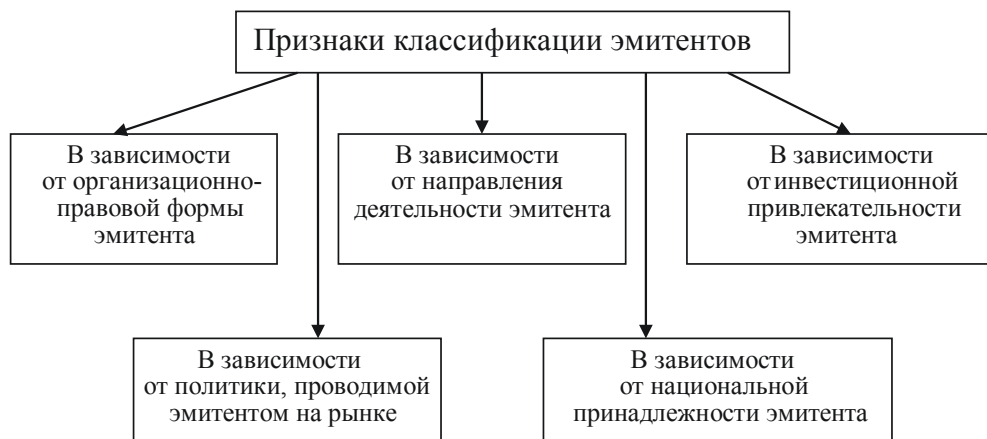 Признаки классификации эмитентов
В зависимости
от организационно-
правовой формы
эмитента
В зависимости
от направления
деятельности эмитента
В зависимости
от инвестиционной
привлекательности
эмитента
В зависимости
от политики, проводимой
эмитентом на рынке
В зависимости
от национальной
принадлежности эмитента